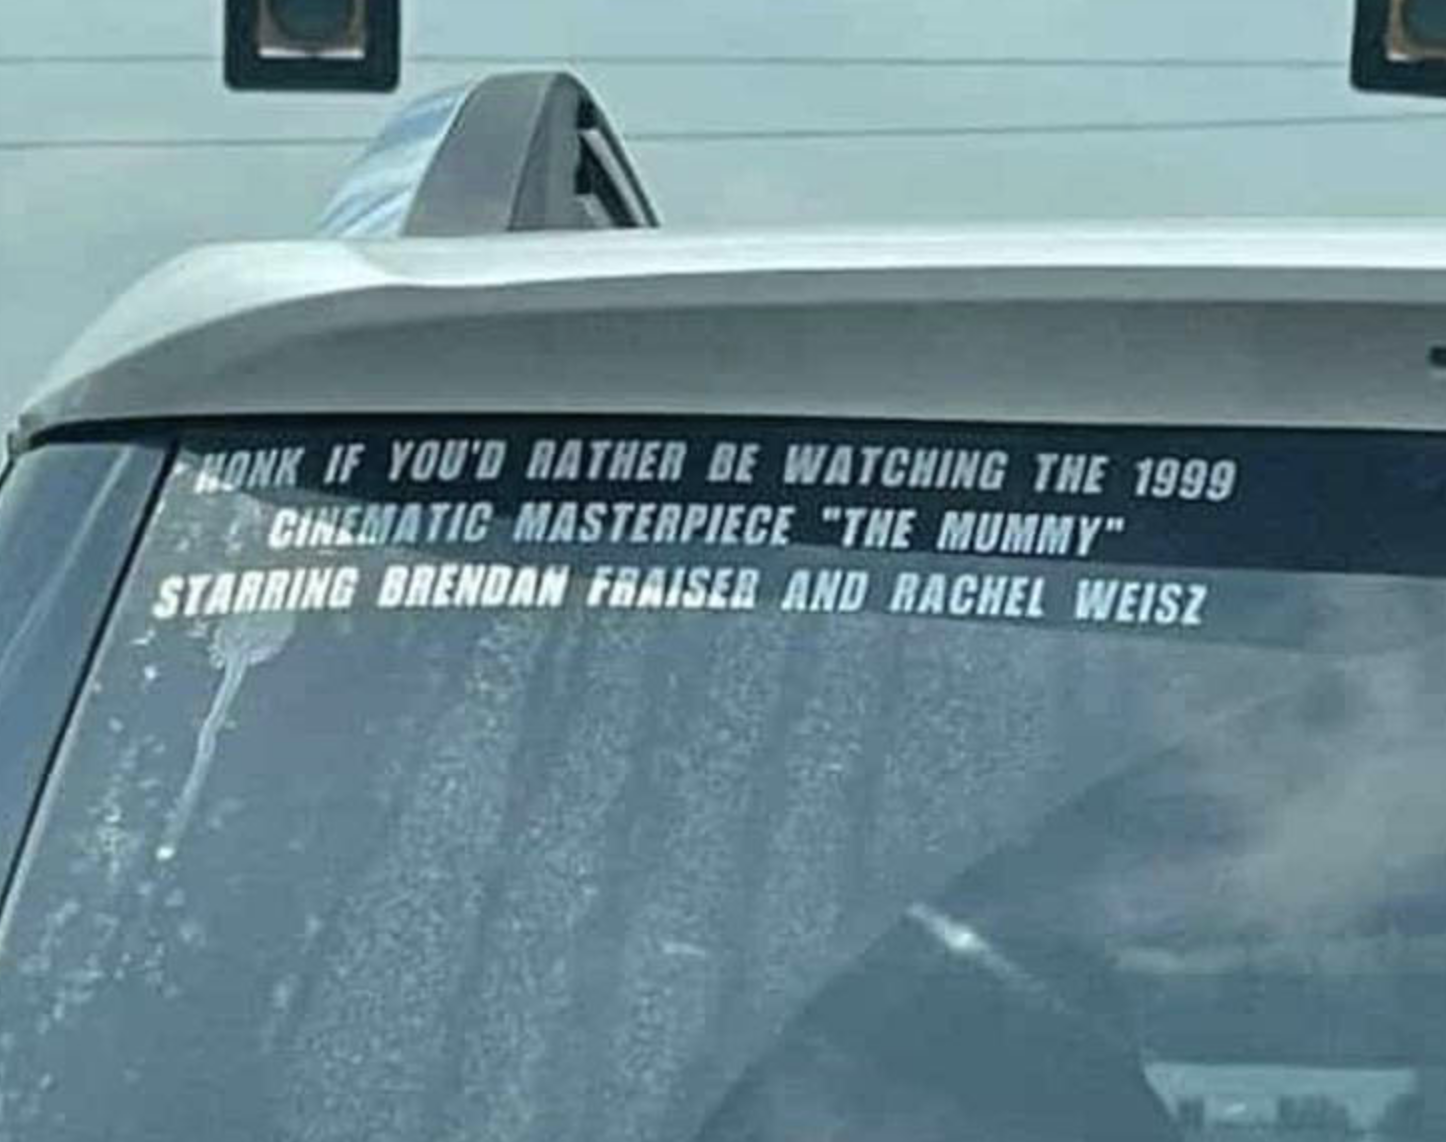 HONK IF YOU'D RATHER BE WATCHING THE 1999
CINEMATIC MASTERPIECE "THE MUMMY"
STARRING BRENDAN FRAISER AND RACHEL WEISZ